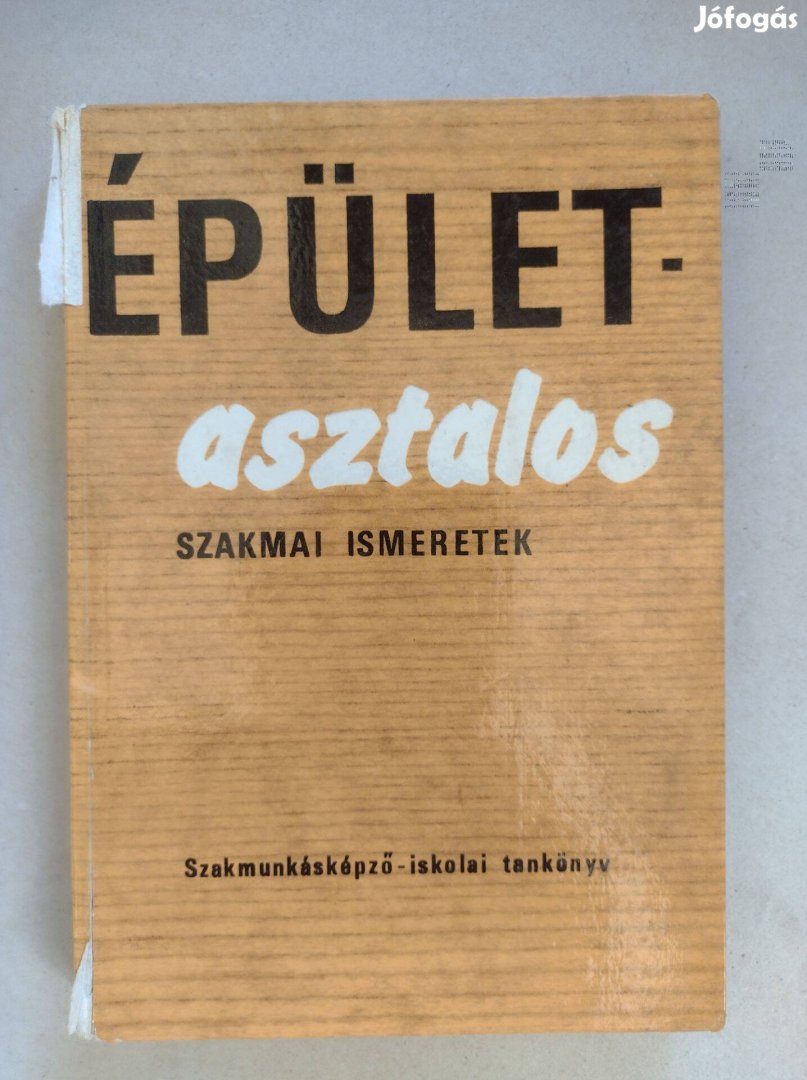 Jófogás
ÉPÜLET-
asztalos
SZAKMAI ISMERETEK
Szakmunkásképző-iskolai tankönyv